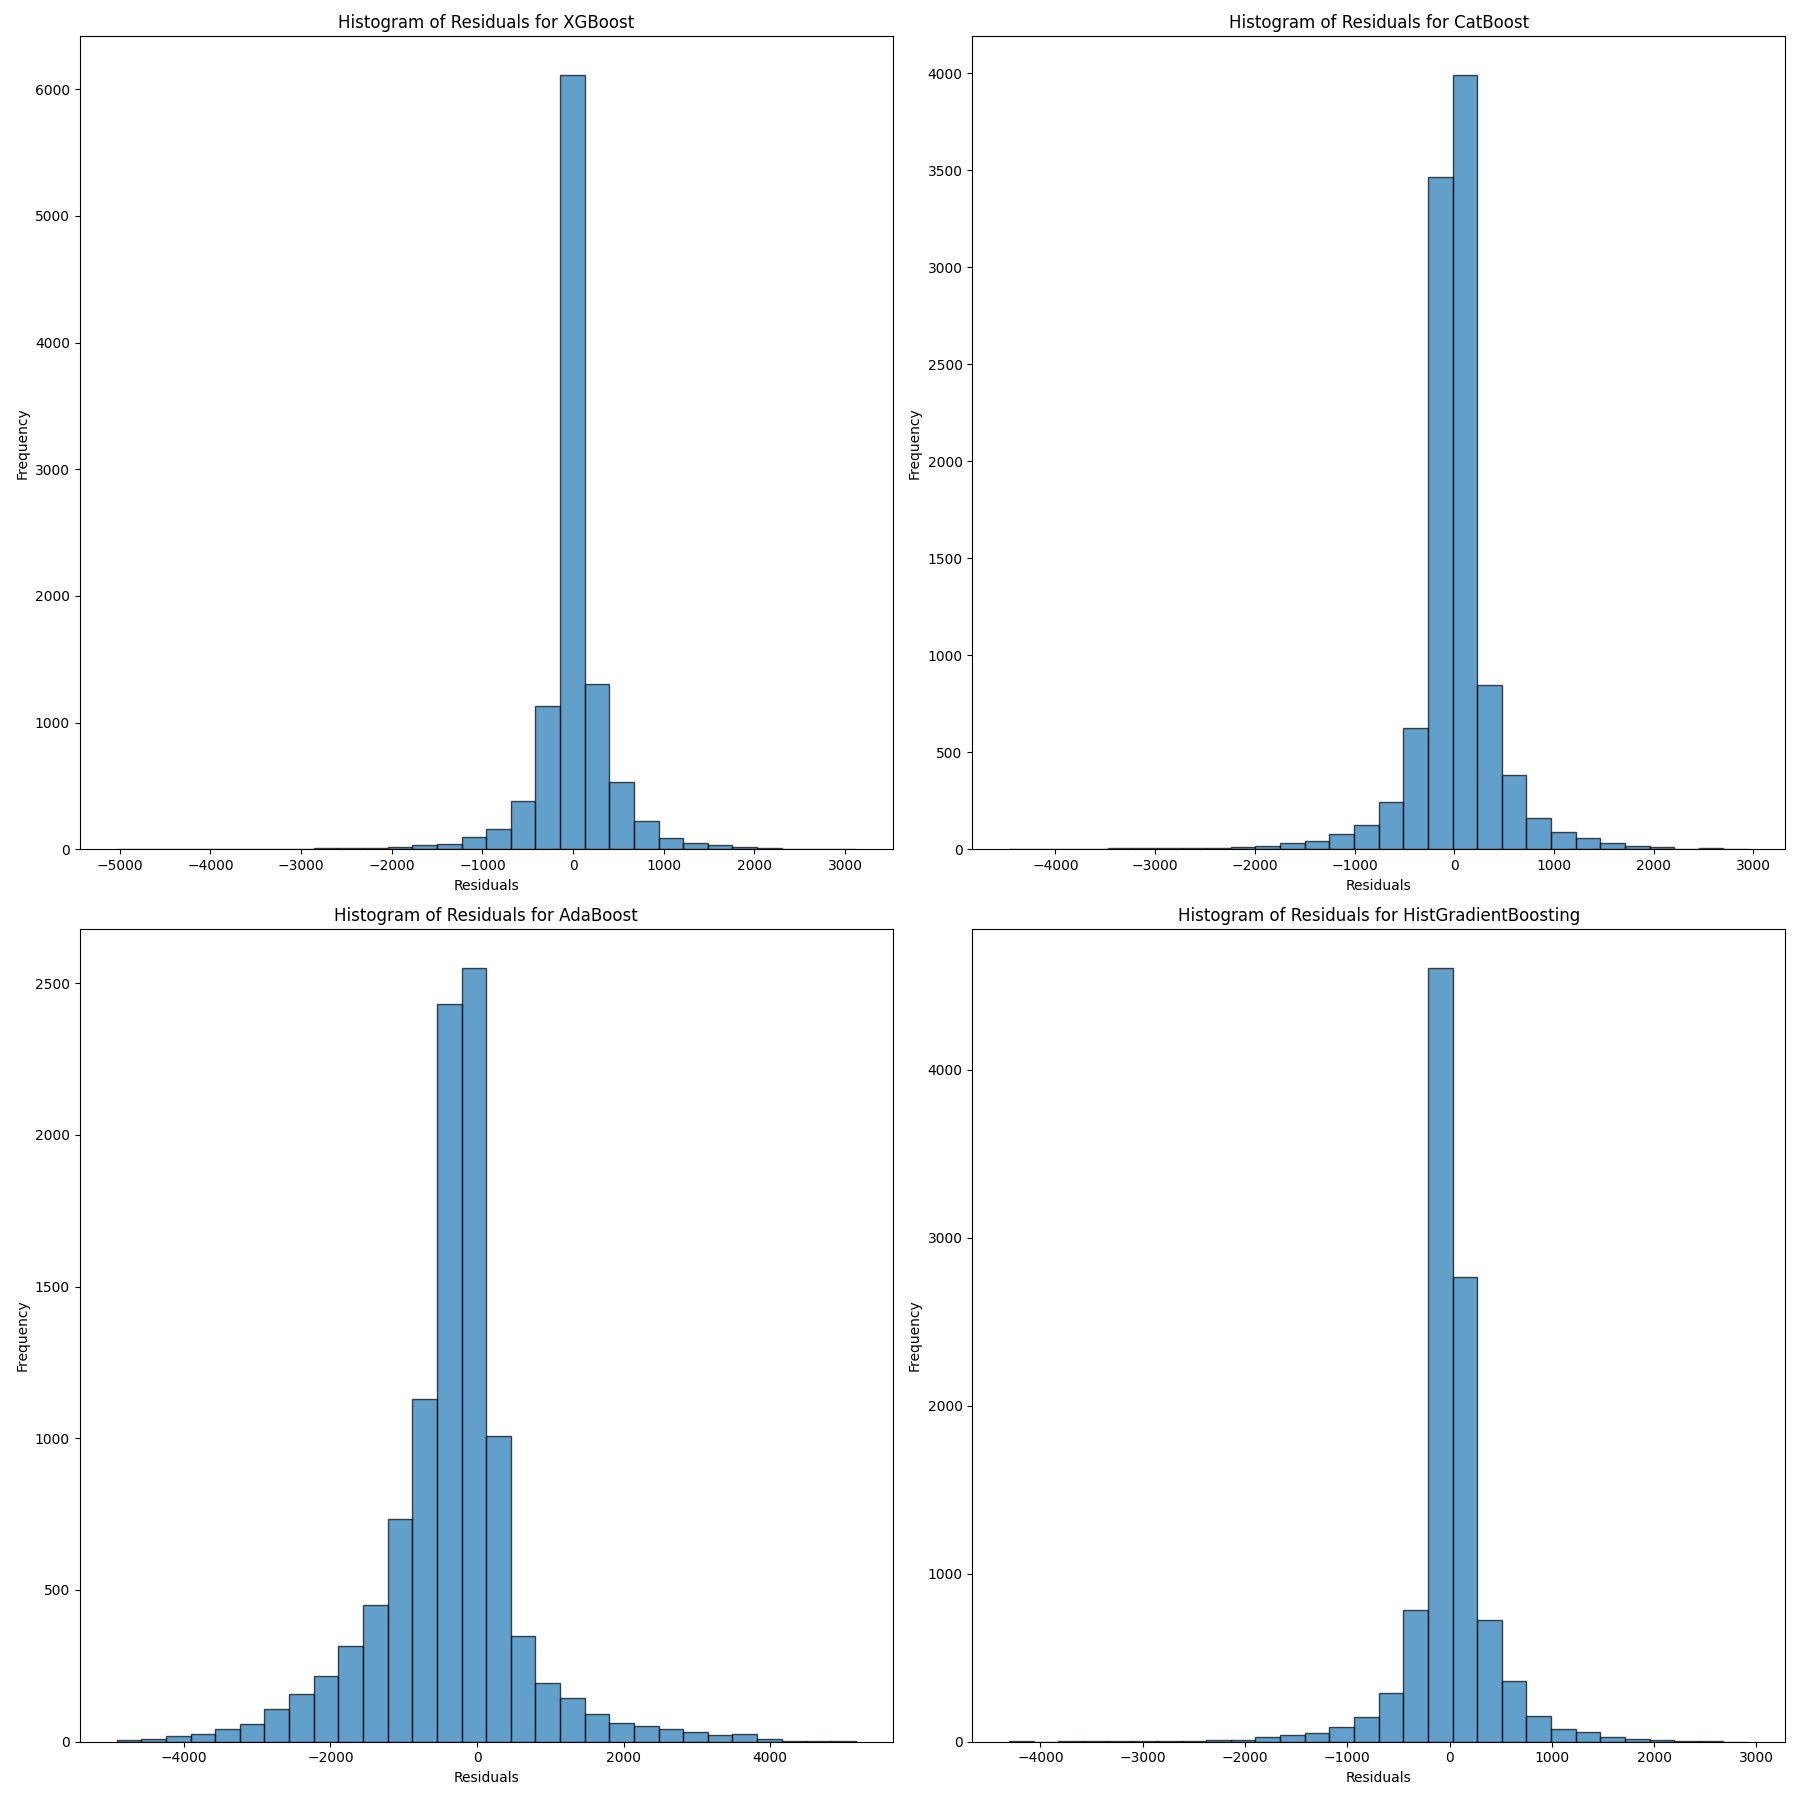 Histogram of Residuals for XGBoost
6000
5000
4000
3000
2000
1000
0
Frequency
−5000 −4000 −3000 −2000 −1000 0 1000 2000 3000
Residuals
Histogram of Residuals for CatBoost
4000
3500
3000
2500
2000
1500
1000
500
0
Frequency
−4000 −3000 −2000 −1000 0 1000 2000 3000
Residuals
Histogram of Residuals for AdaBoost
2500
2000
1500
1000
500
0
Frequency
−4000 −2000 0 2000 4000
Residuals
Histogram of Residuals for HistGradientBoosting
4000
3000
2000
1000
0
Frequency
−4000 −3000 −2000 −1000 0 1000 2000 3000
Residuals